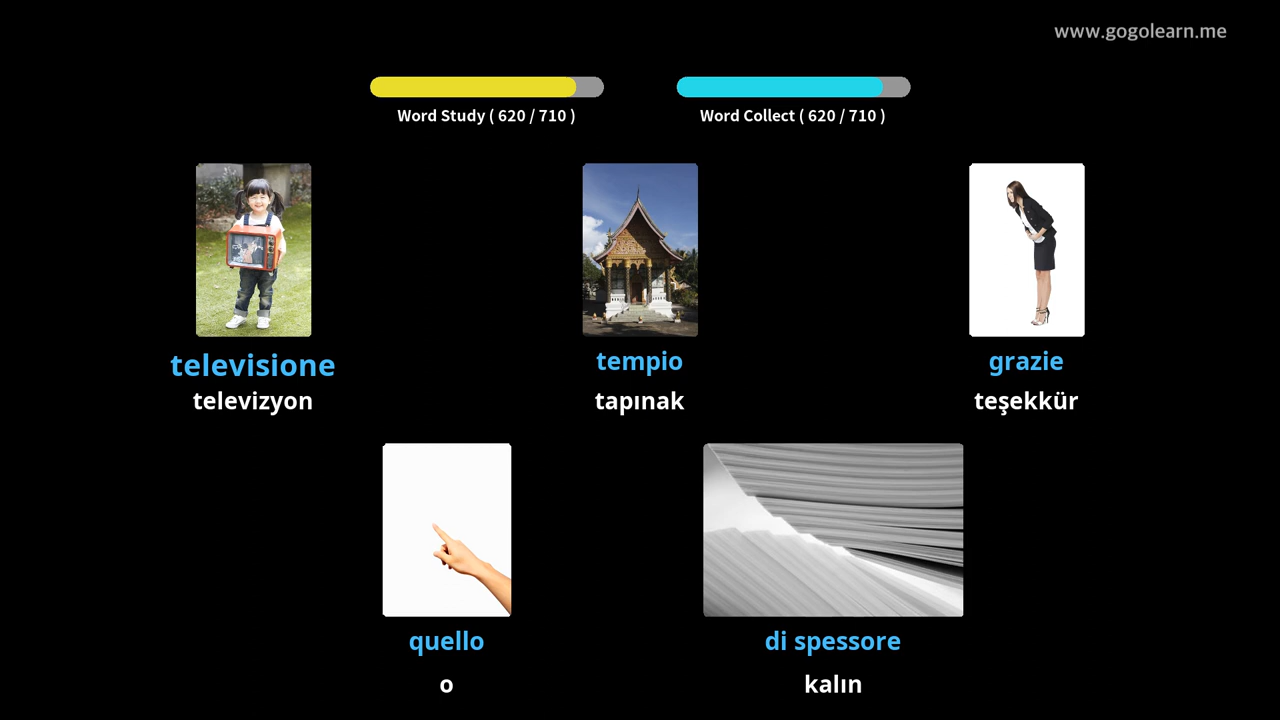 www.gogolearn.me
Word Study ( 620 / 710 )
Word Collect ( 620 / 710 )
televisione
televizyon
tempio
tapınak
grazie
teşekkür
quello
o
di spessore
kalın